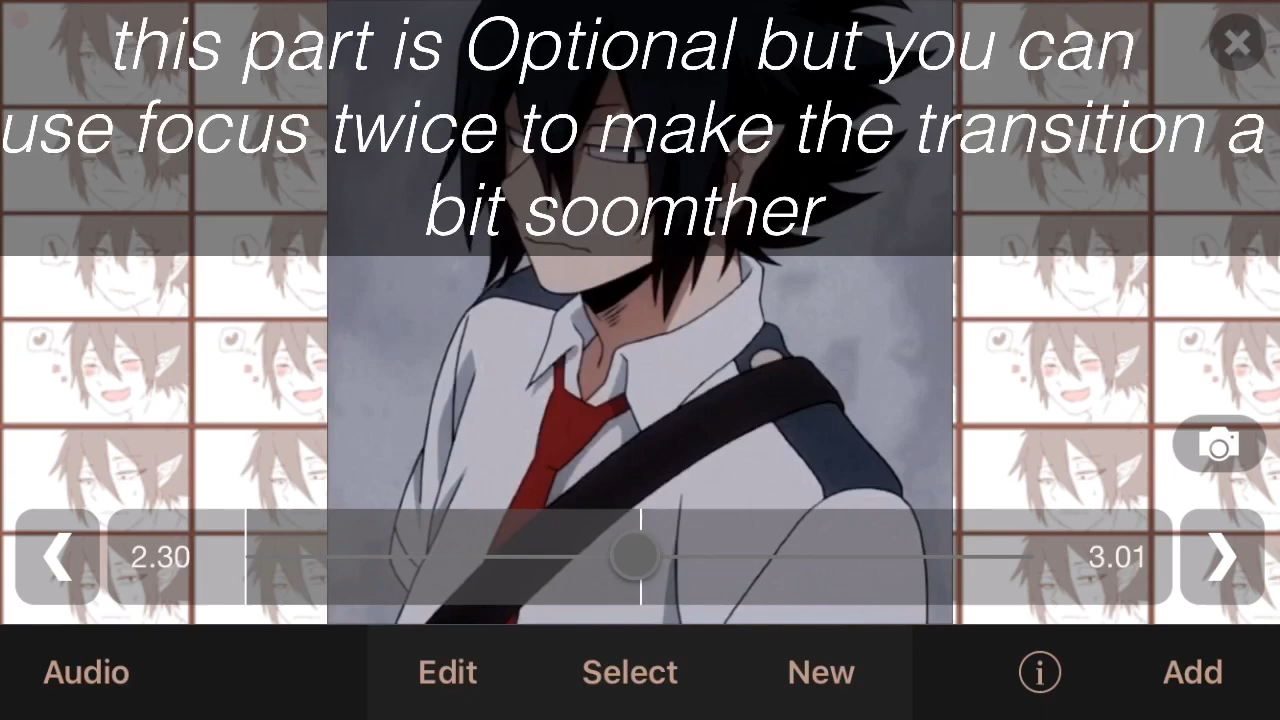 this part is Optional but you can
use focus twice to make the transition a
bit soomther
2.30
3.01
Audio
Edit
Select
New
i
Add